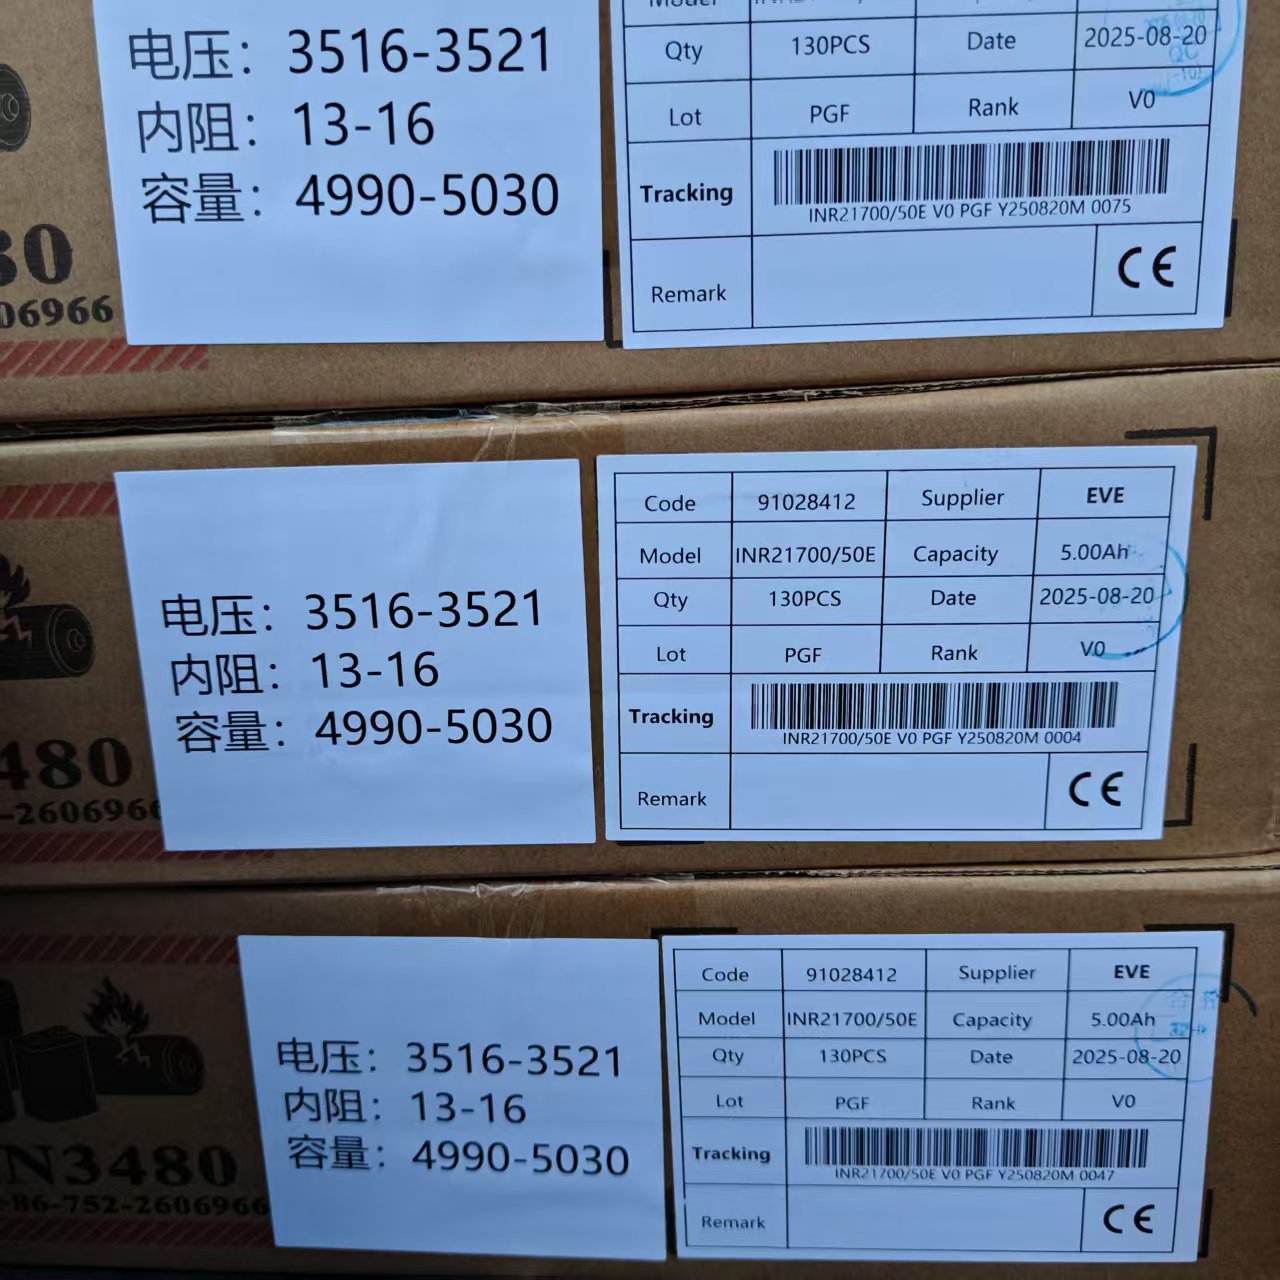 电压：3516-3521
内阻：13-16
容量：4990-5030
30
06966
Model
Qty 130PCS Date 2025-08-20
Lot PGF Rank V0
Tracking
INR21700/50E V0 PGF Y250820M 0075
Remark CE
电压：3516-3521
内阻：13-16
容量：4990-5030
480
-2606966
Code 91028412 Supplier EVE
Model INR21700/50E Capacity 5.00Ah
Qty 130PCS Date 2025-08-20
Lot PGF Rank V0
Tracking
INR21700/50E V0 PGF Y250820M 0004
Remark CE
电压：3516-3521
内阻：13-16
容量：4990-5030
N3480
+86-752-2606966
Code 91028412 Supplier EVE
Model INR21700/50E Capacity 5.00Ah
合格
Qty 130PCS Date 2025-08-20
Lot PGF Rank V0
Tracking
INR21700/50E V0 PGF Y250820M 0047
Remark CE